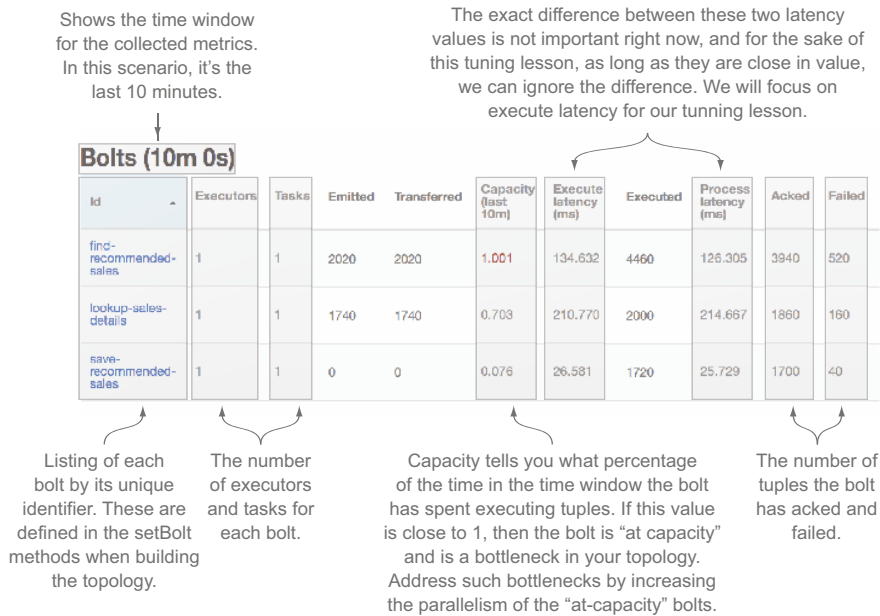 Shows the time window
for the collected metrics.
In this scenario, it's the
last 10 minutes.
The exact difference between these two latency
values is not important right now, and for the sake of
this tuning lesson, as long as they are close in value,
we can ignore the difference. We will focus on
execute latency for our tunning lesson.
Bolts (10m 0s)
Id Executors Tasks Emitted Transferred Capacity (last 10m) Execute latency (ms) Executed Process latency (ms) Acked Failed
find-recommended-sales 1 1 2020 2020 1.001 134.632 4460 126.305 3940 520
lookup-sales-details 1 1 1740 1740 0.703 210.770 2000 214.667 1860 160
save-recommended-sales 1 1 0 0 0.076 26.581 1720 25.729 1700 40
Listing of each
bolt by its unique
identifier. These are
defined in the setBolt
methods when building
the topology.
The number
of executors
and tasks for
each bolt.
Capacity tells you what percentage
of the time in the time window the bolt
has spent executing tuples. If this value
is close to 1, then the bolt is “at capacity”
and is a bottleneck in your topology.
Address such bottlenecks by increasing
the parallelism of the “at-capacity” bolts.
The number of
tuples the bolt
has acked and
failed.